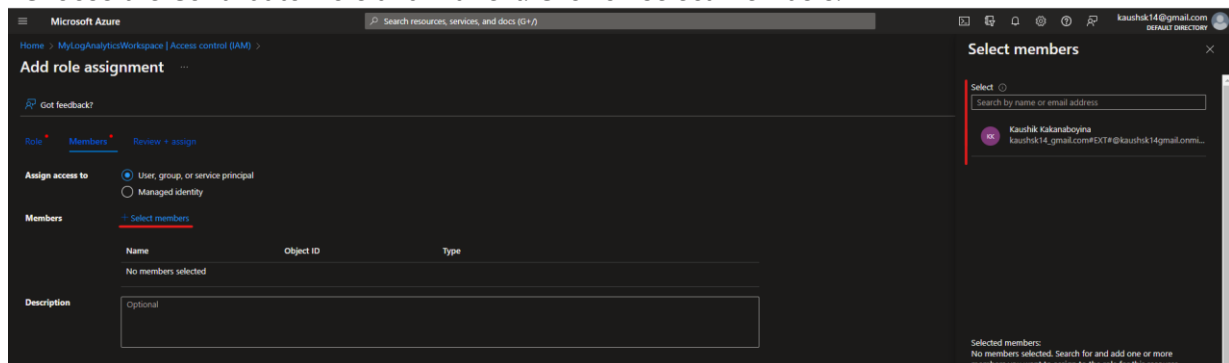 Microsoft Azure
Search resources, services, and docs (G+/)
kaushsk14@gmail.com
DEFAULT DIRECTORY
Home > MyLogAnalyticsWorkspace | Access control (IAM) >
Add role assignment ...
Got feedback?
Role Members Review + assign
Assign access to
User, group, or service principal
Managed identity
Members
+ Select members
Name Object ID Type
No members selected
Description
Optional
Select members
Select
Search by name or email address
KK
Kaushik Kakanaboyina
kaushsk14_gmail.com#EXT#@kaushsk14gmail.onmi...
Selected members:
No members selected. Search for and add one or more